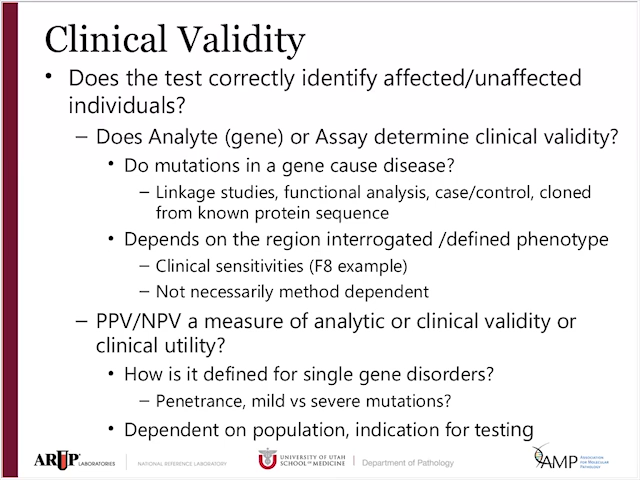 Clinical Validity
• Does the test correctly identify affected/unaffected
individuals?
– Does Analyte (gene) or Assay determine clinical validity?
• Do mutations in a gene cause disease?
– Linkage studies, functional analysis, case/control, cloned
from known protein sequence
• Depends on the region interrogated /defined phenotype
– Clinical sensitivities (F8 example)
– Not necessarily method dependent
– PPV/NPV a measure of analytic or clinical validity or
clinical utility?
• How is it defined for single gene disorders?
– Penetrance, mild vs severe mutations?
• Dependent on population, indication for testing
ARUP LABORATORIES | NATIONAL REFERENCE LABORATORY
UNIVERSITY OF UTAH
SCHOOL OF MEDICINE | Department of Pathology
AMP ASSOCIATION
FOR MOLECULAR
PATHOLOGY